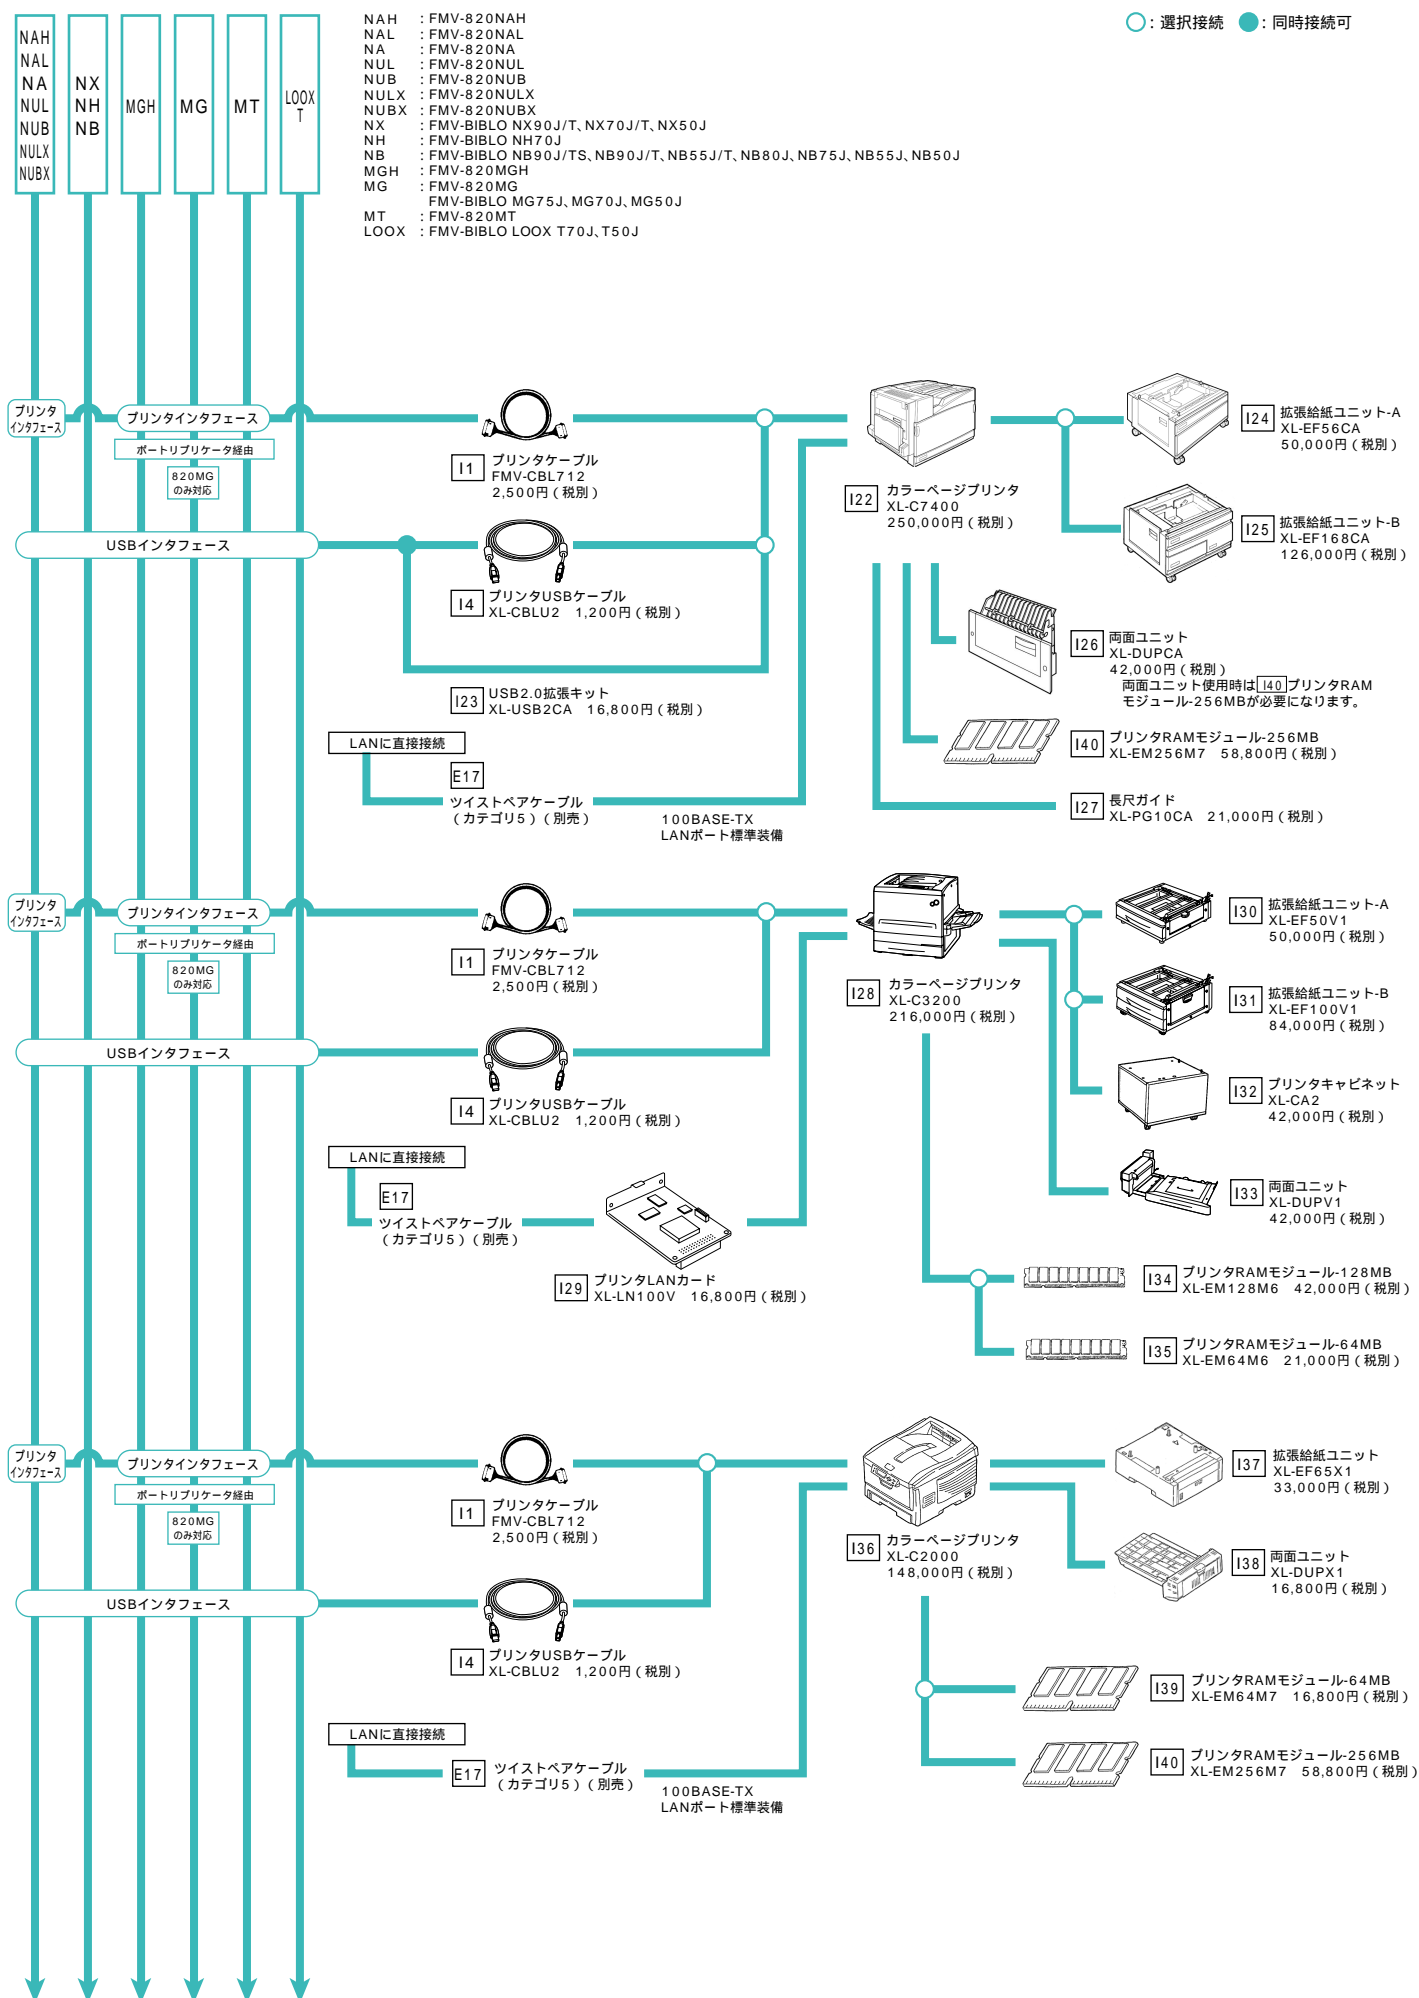 NAH
NAL
NA
NUL
NUB
NULX
NUBX
NX
NH
NB
MGH
MG
MT
LOOX
T
NAH : FMV-820NAH
NAL : FMV-820NAL
NA : FMV-820NA
NUL : FMV-820NUL
NUB : FMV-820NUB
NULX : FMV-820NULX
NUBX : FMV-820NUBX
NX : FMV-BIBLO NX90J/T、NX70J/T、NX50J
NH : FMV-BIBLO NH70J
NB : FMV-BIBLO NB90J/TS、NB90J/T、NB55J/T、NB80J、NB75J、NB55J、NB50J
MGH : FMV-820MGH
MG : FMV-820MG
FMV-BIBLO MG75J、MG70J、MG50J
MT : FMV-820MT
LOOX : FMV-BIBLO LOOX T70J、T50J
○：選択接続 ●：同時接続可
プリンタ
インタフェース
プリンタインタフェース
ポートリプリケータ経由
820MG
のみ対応
USBインタフェース
I1 プリンタケーブル
FMV-CBL712
2,500円（税別）
I4 プリンタUSBケーブル
XL-CBLU2 1,200円（税別）
I23 USB2.0拡張キット
XL-USB2CA 16,800円（税別）
LANに直接接続
E17
ツイストペアケーブル
（カテゴリ5）（別売）
100BASE-TX
LANポート標準装備
I22 カラーページプリンタ
XL-C7400
250,000円（税別）
I24 拡張給紙ユニット-A
XL-EF56CA
50,000円（税別）
I25 拡張給紙ユニット-B
XL-EF168CA
126,000円（税別）
I26 両面ユニット
XL-DUPCA
42,000円（税別）
両面ユニット使用時は I40 プリンタRAM
モジュール-256MBが必要になります。
I40 プリンタRAMモジュール-256MB
XL-EM256M7 58,800円（税別）
I27 長尺ガイド
XL-PG10CA 21,000円（税別）
プリンタ
インタフェース
プリンタインタフェース
ポートリプリケータ経由
820MG
のみ対応
USBインタフェース
I1 プリンタケーブル
FMV-CBL712
2,500円（税別）
I4 プリンタUSBケーブル
XL-CBLU2 1,200円（税別）
LANに直接接続
E17
ツイストペアケーブル
（カテゴリ5）（別売）
I29 プリンタLANカード
XL-LN100V 16,800円（税別）
I28 カラーページプリンタ
XL-C3200
216,000円（税別）
I30 拡張給紙ユニット-A
XL-EF50V1
50,000円（税別）
I31 拡張給紙ユニット-B
XL-EF100V1
84,000円（税別）
I32 プリンタキャビネット
XL-CA2
42,000円（税別）
I33 両面ユニット
XL-DUPV1
42,000円（税別）
I34 プリンタRAMモジュール-128MB
XL-EM128M6 42,000円（税別）
I35 プリンタRAMモジュール-64MB
XL-EM64M6 21,000円（税別）
プリンタ
インタフェース
プリンタインタフェース
ポートリプリケータ経由
820MG
のみ対応
USBインタフェース
I1 プリンタケーブル
FMV-CBL712
2,500円（税別）
I4 プリンタUSBケーブル
XL-CBLU2 1,200円（税別）
LANに直接接続
E17 ツイストペアケーブル
（カテゴリ5）（別売）
100BASE-TX
LANポート標準装備
I36 カラーページプリンタ
XL-C2000
148,000円（税別）
I37 拡張給紙ユニット
XL-EF65X1
33,000円（税別）
I38 両面ユニット
XL-DUPX1
16,800円（税別）
I39 プリンタRAMモジュール-64MB
XL-EM64M7 16,800円（税別）
I40 プリンタRAMモジュール-256MB
XL-EM256M7 58,800円（税別）